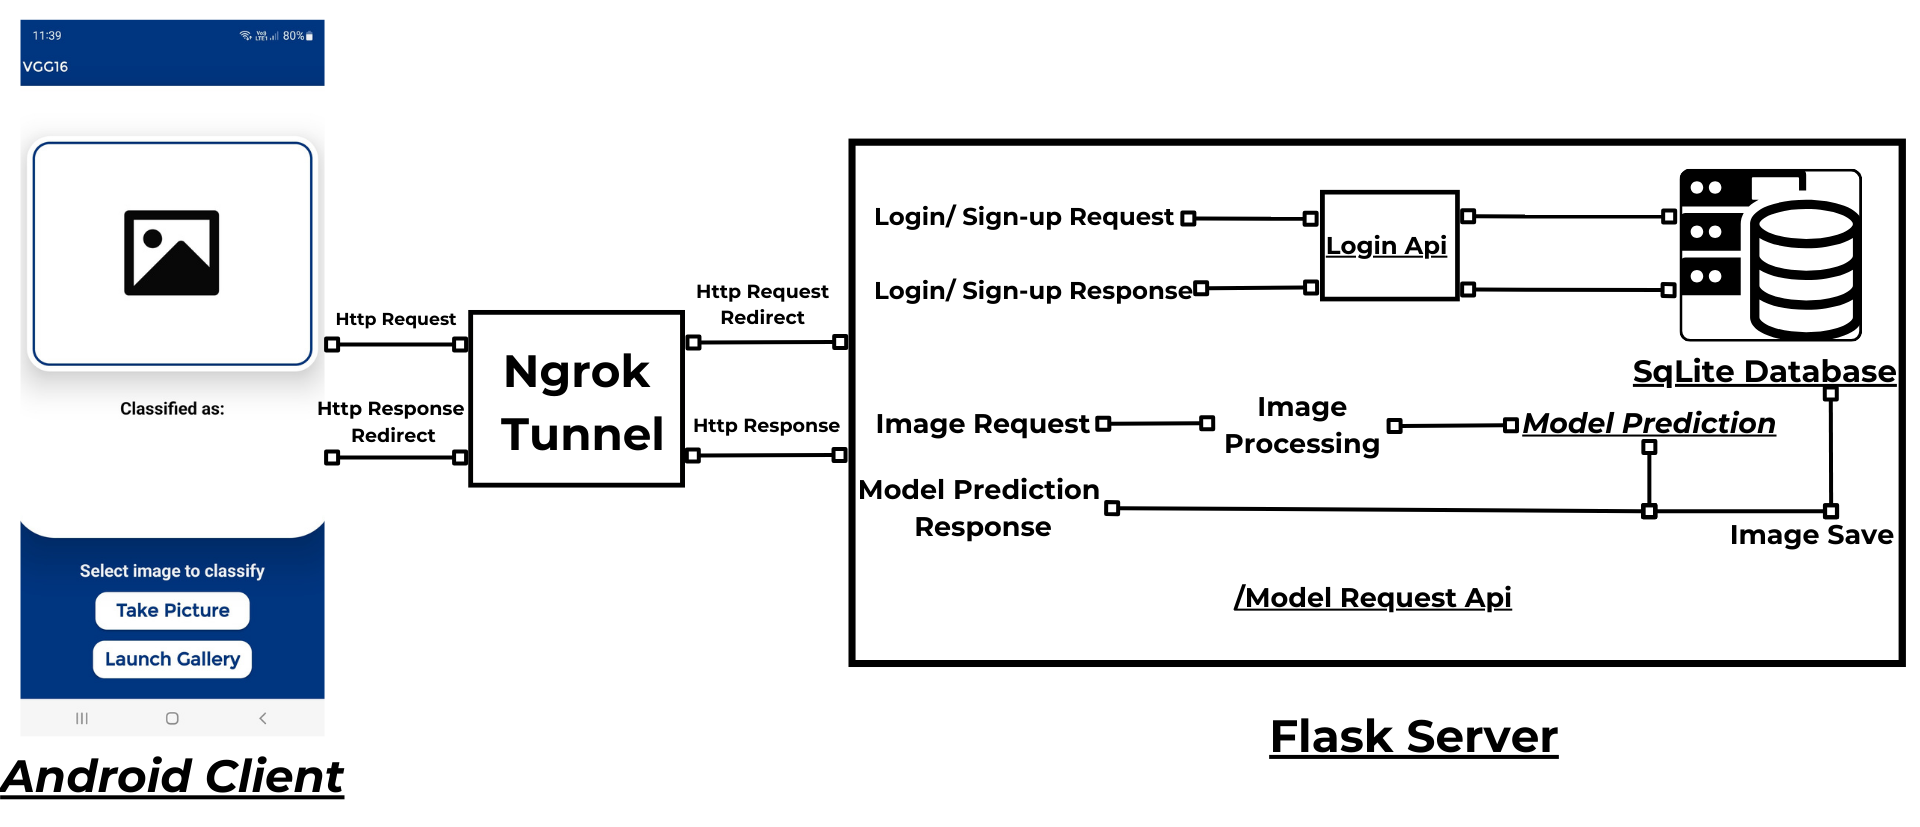 11:39
80%
VGG16
Classified as:
Select image to classify
Take Picture
Launch Gallery
Android Client
Http Request
Http Response
Redirect
Ngrok
Tunnel
Http Request
Redirect
Http Response
Login/ Sign-up Request
Login/ Sign-up Response
Login Api
SqLite Database
Image Request
Image
Processing
Model Prediction
Model Prediction
Response
Image Save
/Model Request Api
Flask Server